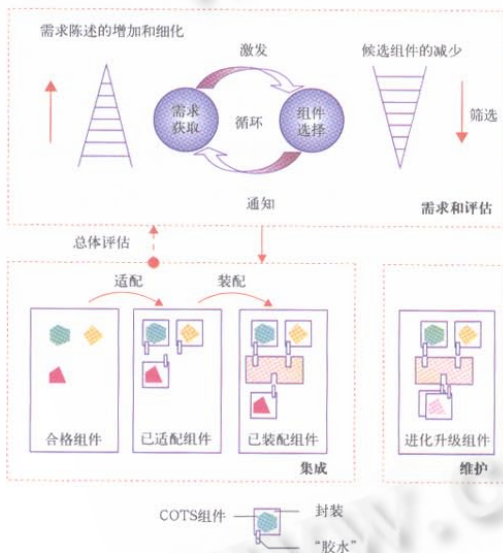 需求陈述的增加和细化
激发
候选组件的减少
需求
获取
循环
组件
选择
筛选
通知
需求和评估
总体评估
适配
装配
合格组件
已适配组件
已装配组件
进化升级组件
集成
维护
COTS组件
封装
“胶水”